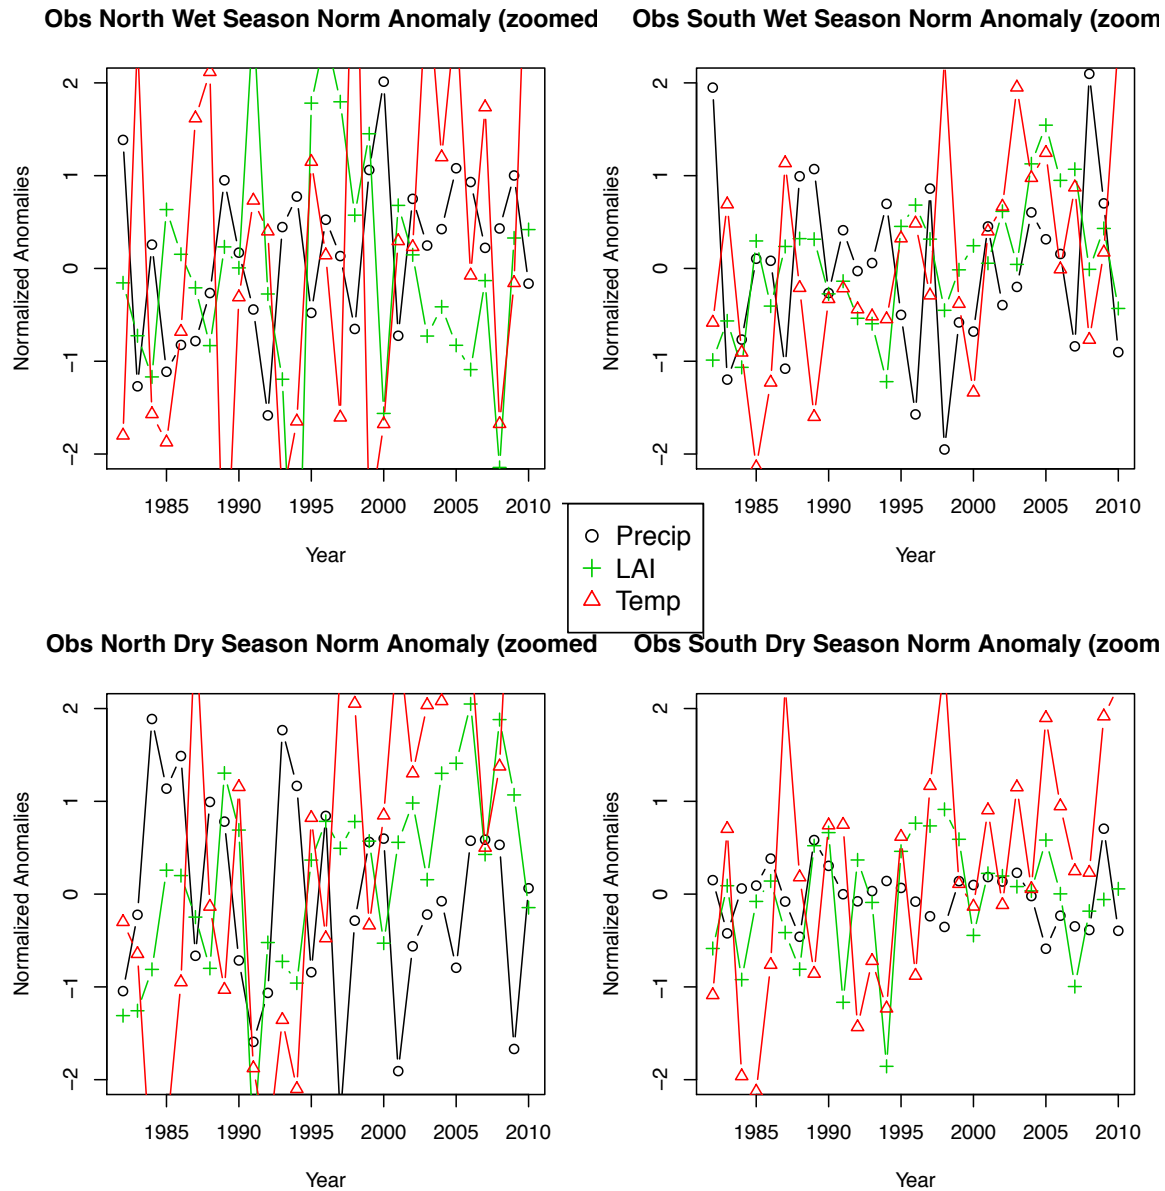 Obs North Wet Season Norm Anomaly (zoomed
Obs South Wet Season Norm Anomaly (zoom
Normalized Anomalies
2
1
0
−1
−2
1985 1990 1995 2000 2005 2010
Year
Normalized Anomalies
2
1
0
−1
−2
1985 1990 1995 2000 2005 2010
Year
Precip
LAI
Temp
Obs North Dry Season Norm Anomaly (zoomed
Obs South Dry Season Norm Anomaly (zoom
Normalized Anomalies
2
1
0
−1
−2
1985 1990 1995 2000 2005 2010
Year
Normalized Anomalies
2
1
0
−1
−2
1985 1990 1995 2000 2005 2010
Year